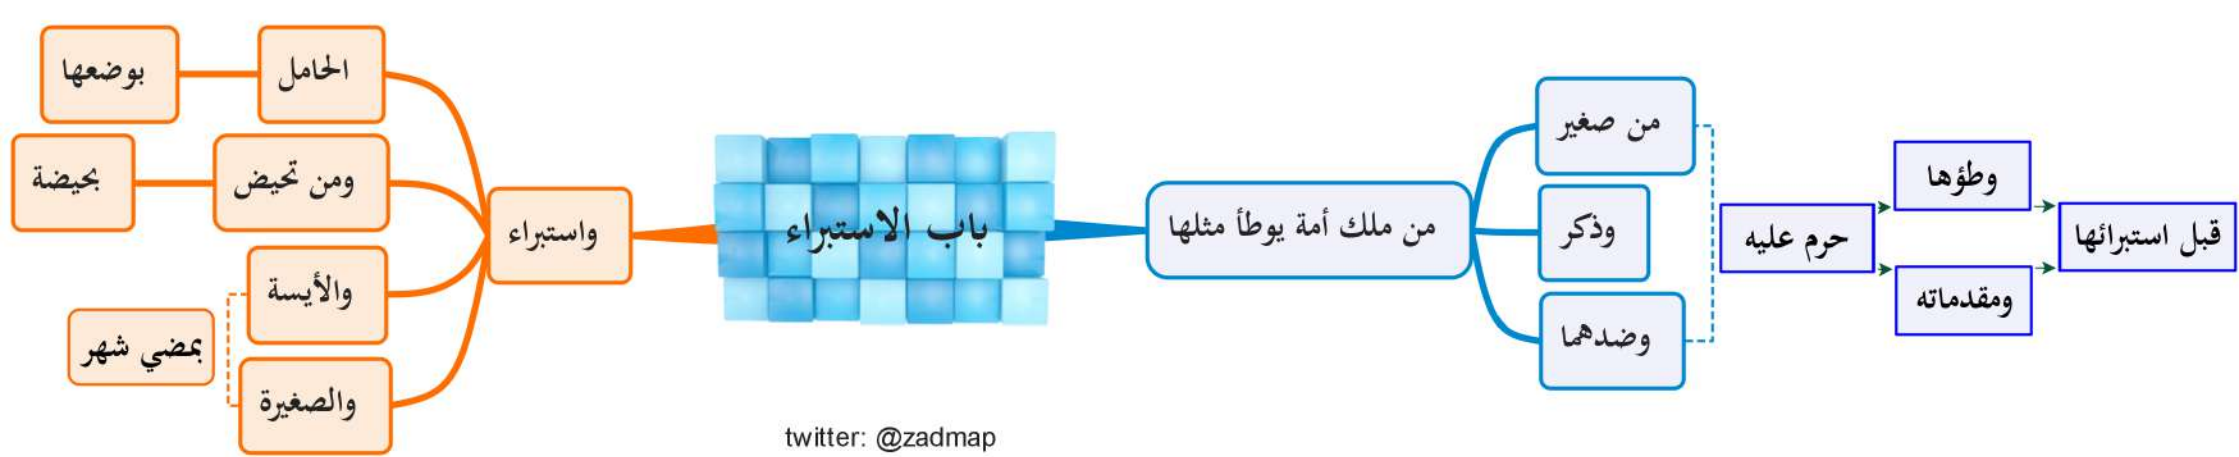 باب الاستبراء
من ملك أمة يوطأ مثلها
من صغير
وذكر
وضدهما
حرم عليه
وطؤها
ومقدماته
قبل استبرائها
واستبراء
الحامل
بوضعها
ومن تحيض
بحيضة
والأيسة
والصغيرة
بمضي شهر
twitter: @zadmap